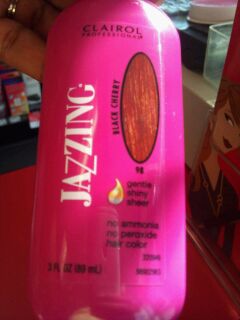 CLAIROL
PROFESSIONAL
JAZZING
BLACK CHERRY
98
gentle
shiny
sheer
no ammonia
no peroxide
hair color
3 FL OZ (89 mL)